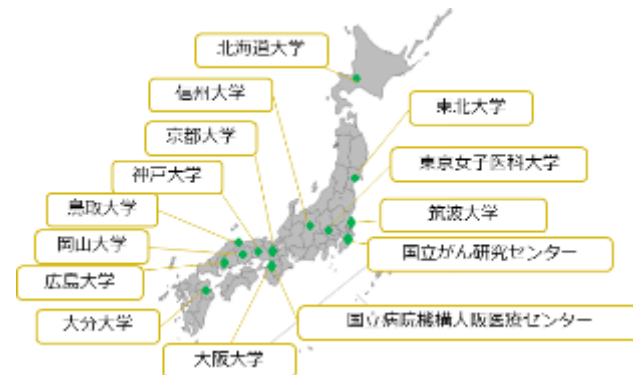 北海道大学
信州大学
京都大学
神戸大学
鳥取大学
岡山大学
広島大学
大分大学
大阪大学
東北大学
東京女子医科大学
筑波大学
国立がん研究センター
国立病院機構大阪医療センター